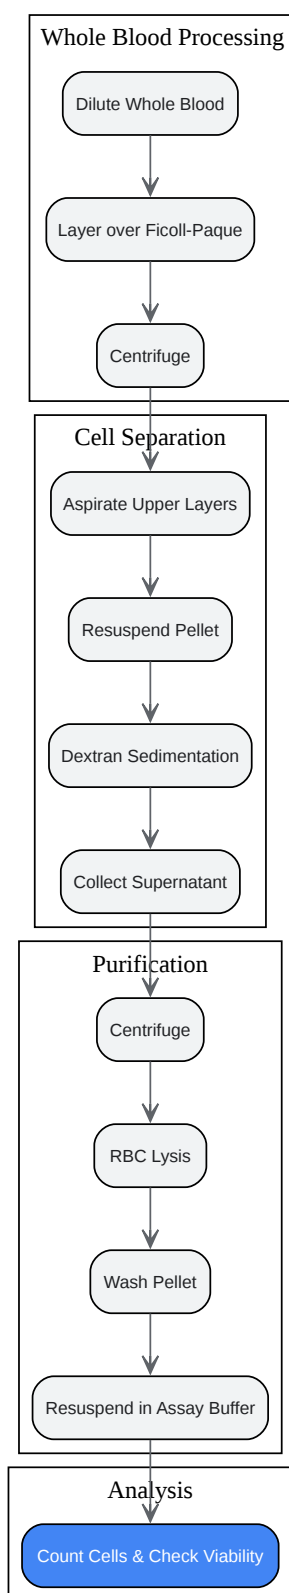 Whole Blood Processing
Dilute Whole Blood
Layer over Ficoll-Paque
Centrifuge
Cell Separation
Aspirate Upper Layers
Resuspend Pellet
Dextran Sedimentation
Collect Supernatant
Purification
Centrifuge
RBC Lysis
Wash Pellet
Resuspend in Assay Buffer
Analysis
Count Cells & Check Viability